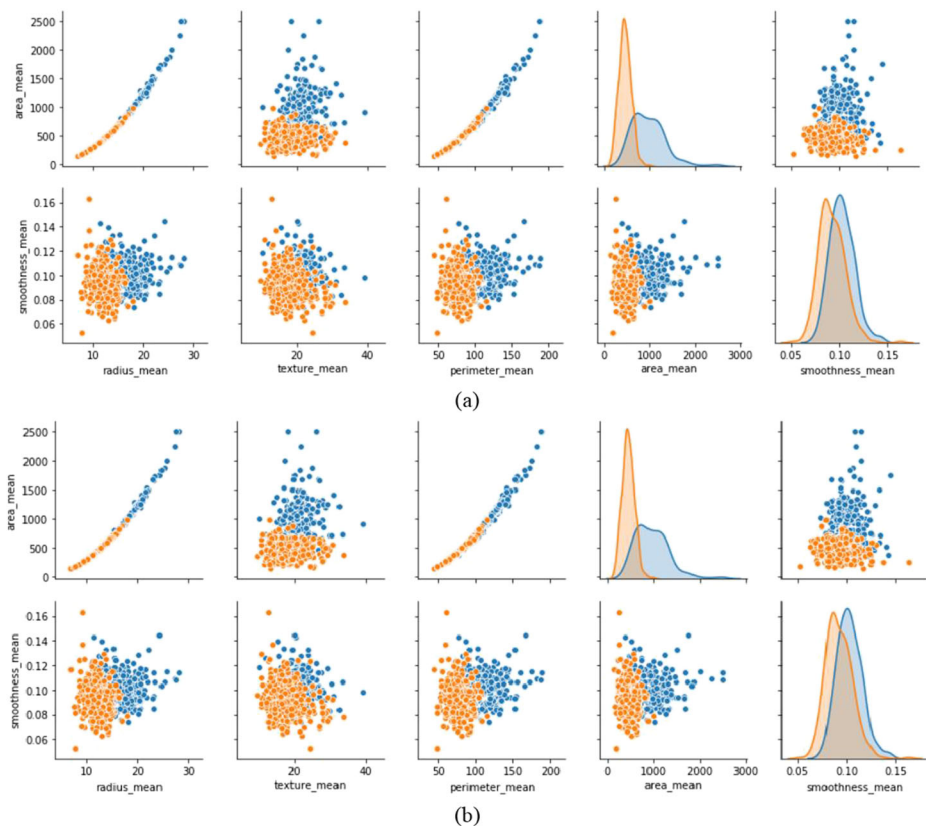 area_mean
2500
2000
1500
1000
500
0
smoothness_mean
0.16
0.14
0.12
0.10
0.08
0.06
10 20 30
radius_mean
20 40
texture_mean
50 100 150 200
perimeter_mean
0 1000 2000 3000
area_mean
0.05 0.10 0.15
smoothness_mean
(a)
area_mean
2500
2000
1500
1000
500
0
smoothness_mean
0.16
0.14
0.12
0.10
0.08
0.06
10 20 30
radius_mean
20 40
texture_mean
50 100 150 200
perimeter_mean
0 1000 2000 3000
area_mean
0.05 0.10 0.15
smoothness_mean
(b)